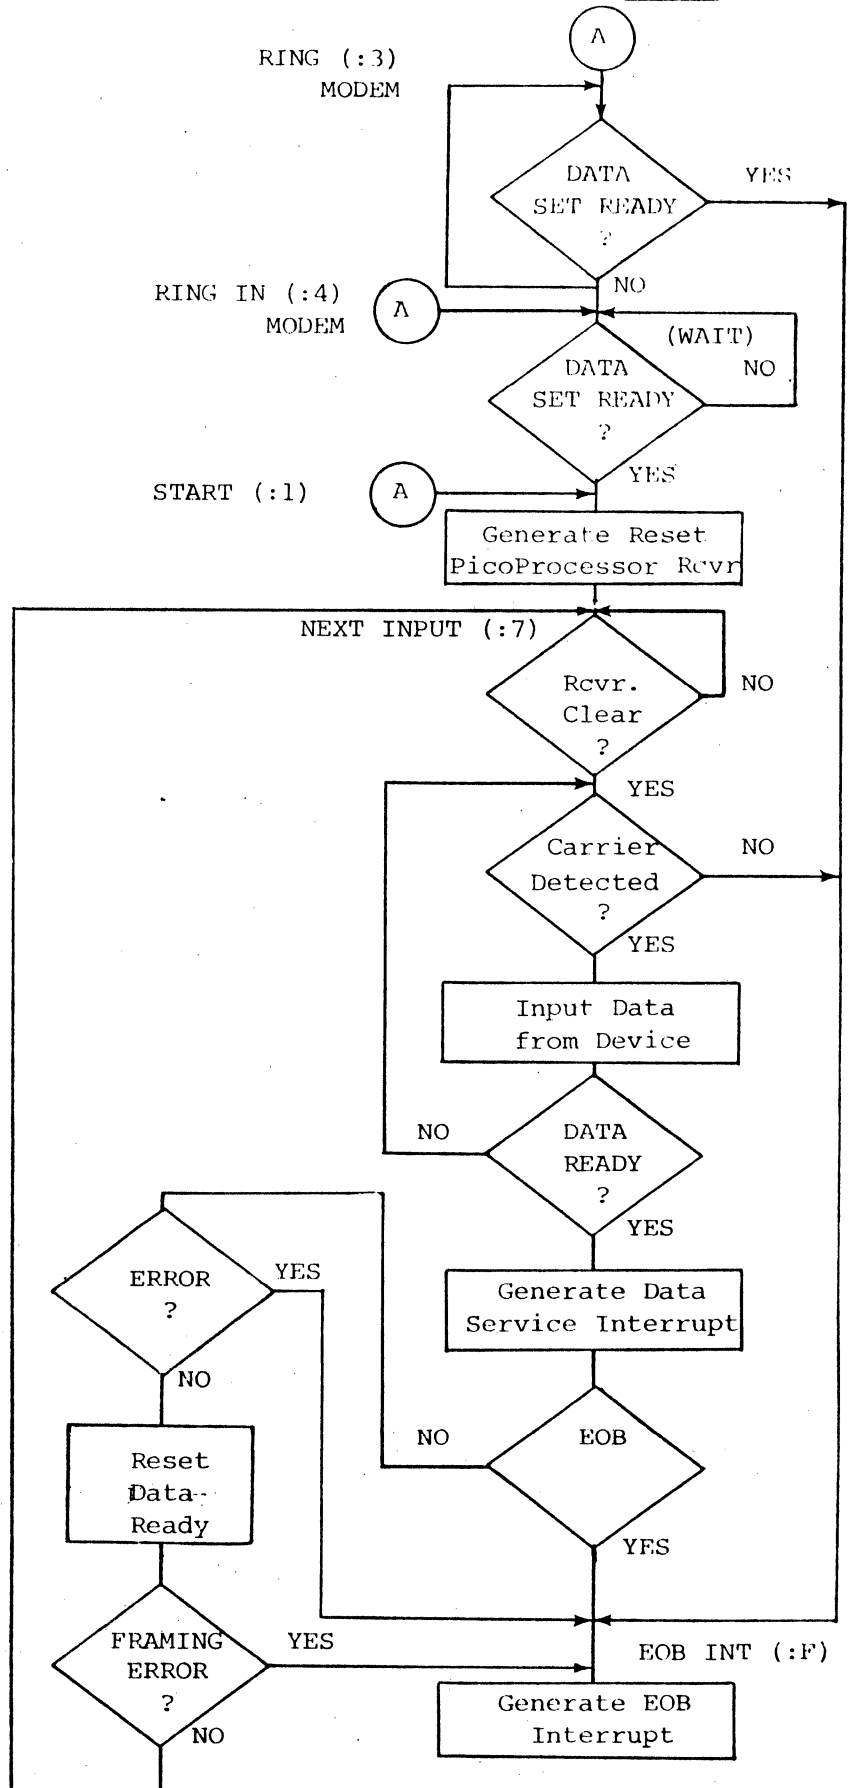 A
RING (:3)
MODEM
DATA
SET READY
?
YES
NO
RING IN (:4)
MODEM
A
(WAIT)
NO
DATA
SET READY
?
YES
START (:1)
A
Generate Reset
PicoProcessor Rcvr
NEXT INPUT (:7)
Rcvr.
Clear
?
NO
YES
Carrier
Detected
?
NO
YES
Input Data
from Device
NO
DATA
READY
?
YES
ERROR
?
YES
NO
Generate Data
Service Interrupt
NO
EOB
YES
Reset
Data-
Ready
FRAMING
ERROR
?
YES
NO
EOB INT (:F)
Generate EOB
Interrupt